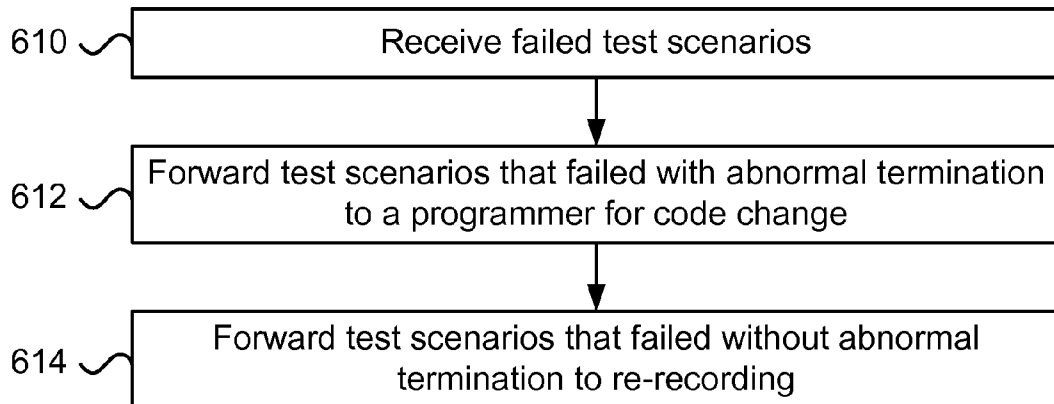 610
Receive failed test scenarios
612
Forward test scenarios that failed with abnormal termination
to a programmer for code change
614
Forward test scenarios that failed without abnormal
termination to re-recording